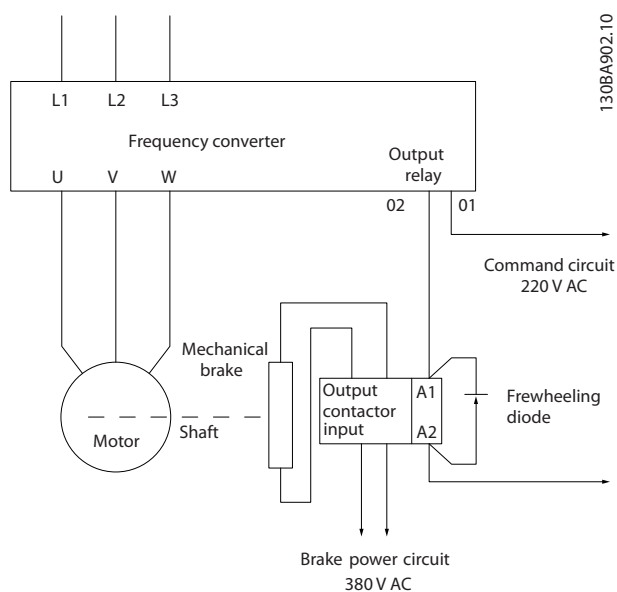 130BA902.10
L1 L2 L3
Frequency converter
Output
relay
U V W
02 01
Command circuit
220 V AC
Mechanical
brake
Output
contactor
input
A1
A2
Frewheeling
diode
Motor
Shaft
Brake power circuit
380 V AC